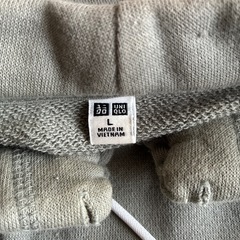 ユニ UNI
クロ QLO
L
MADE IN
VIETNAM